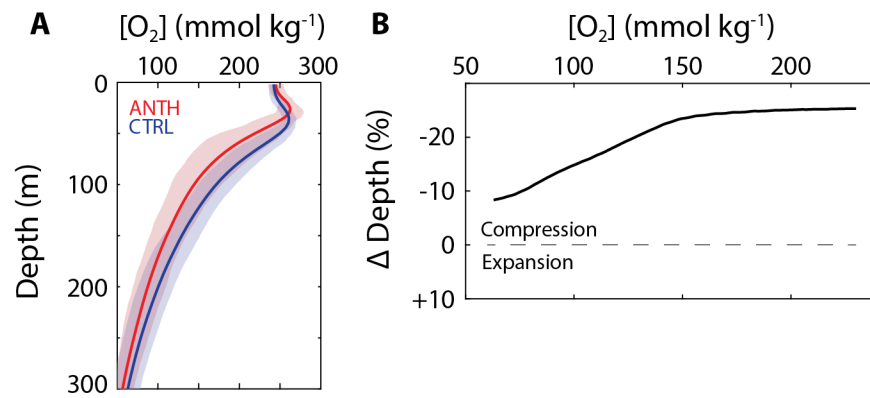 A
[O₂] (mmol kg⁻¹)
100 200 300
0
100
200
300
Depth (m)
ANTH
CTRL
B
[O₂] (mmol kg⁻¹)
50 100 150 200
-20
-10
0
+10
Δ Depth (%)
Compression
Expansion